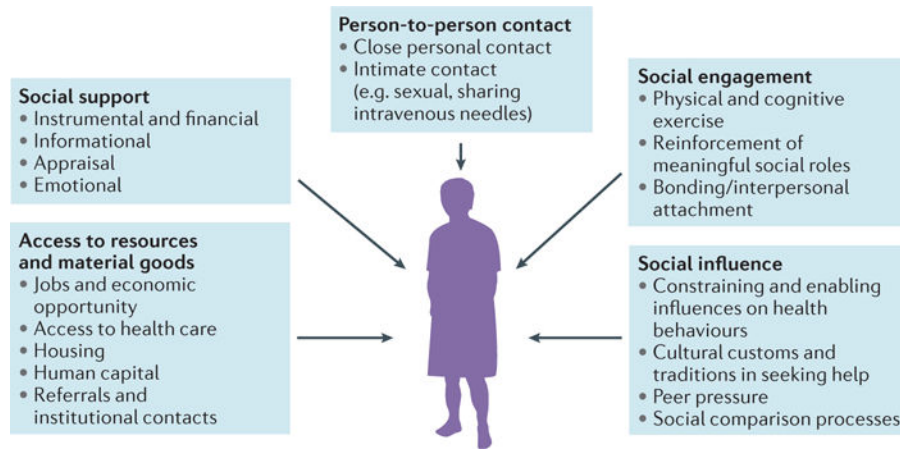 Person-to-person contact
• Close personal contact
• Intimate contact
(e.g. sexual, sharing
intravenous needles)
Social support
• Instrumental and financial
• Informational
• Appraisal
• Emotional
Social engagement
• Physical and cognitive
exercise
• Reinforcement of
meaningful social roles
• Bonding/interpersonal
attachment
Access to resources
and material goods
• Jobs and economic
opportunity
• Access to health care
• Housing
• Human capital
• Referrals and
institutional contacts
Social influence
• Constraining and enabling
influences on health
behaviours
• Cultural customs and
traditions in seeking help
• Peer pressure
• Social comparison processes